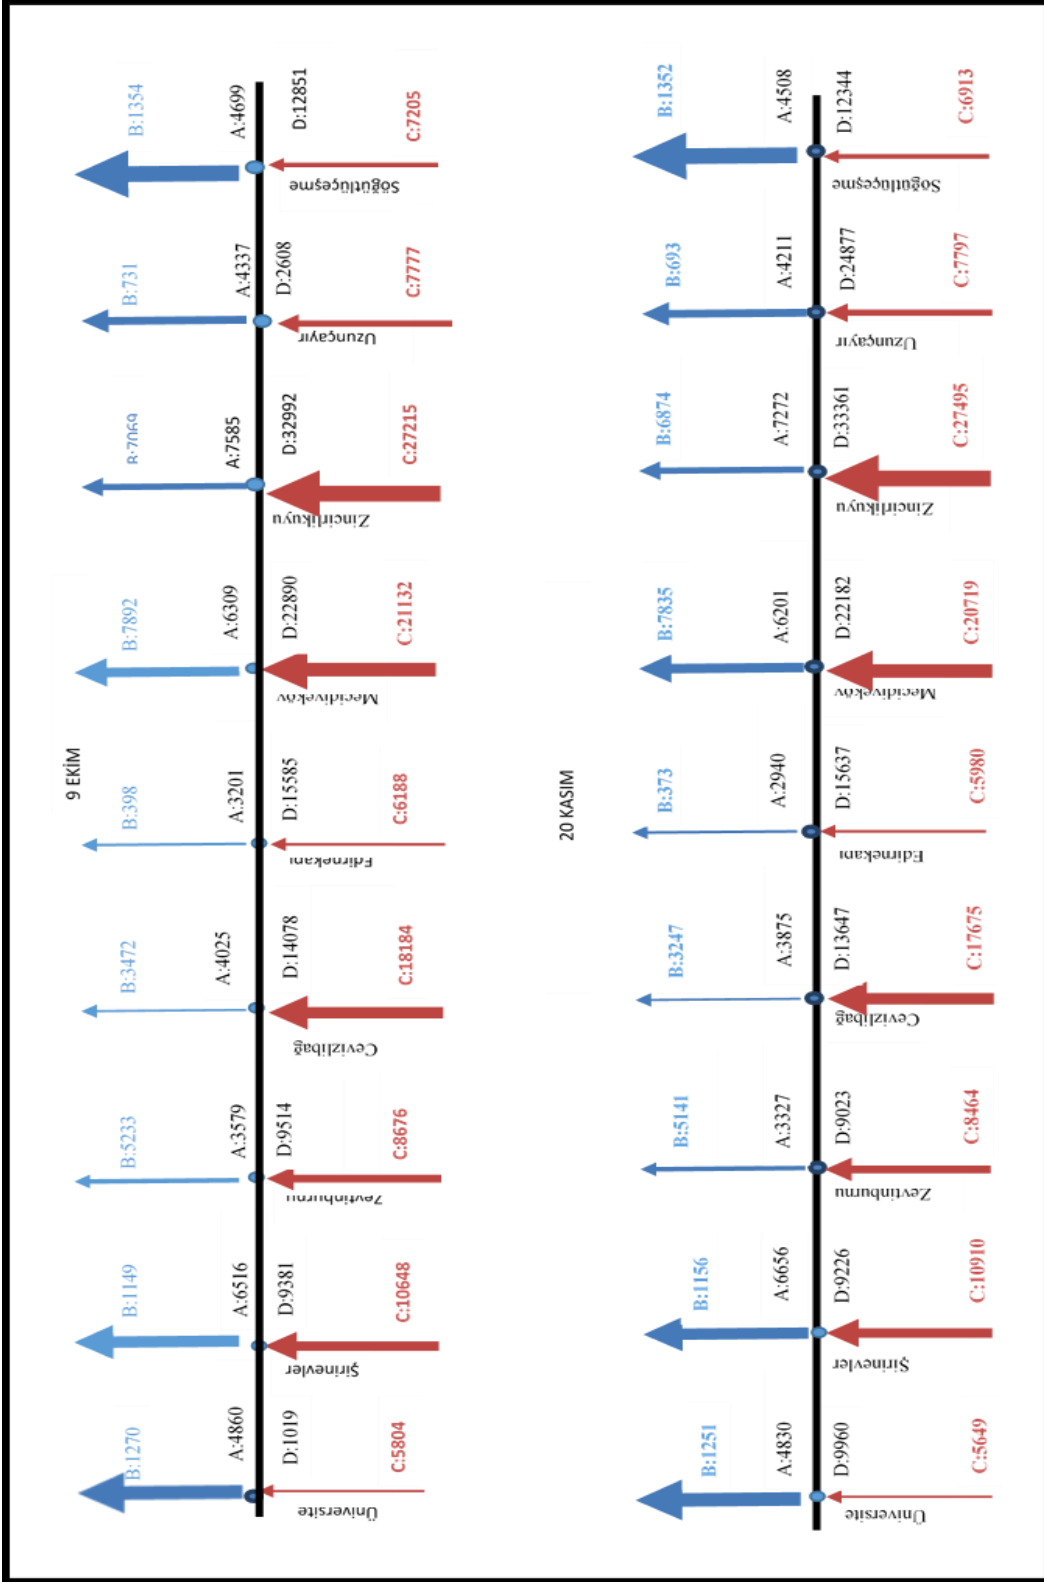 9 EKİM
B:1270
B:1149
B:5233
B:3472
B:398
B:7892
B:7069
B:731
B:1354
A:4860
A:6516
A:3579
A:4025
A:3201
A:6309
A:7585
A:4337
A:4699
D:1019
D:9381
D:9514
D:14078
D:15585
D:22890
D:32992
D:2608
D:12851
Üniversite
Şirinevler
Zeytinburnu
Cevizlibağ
Edirnekapı
Mecidiyeköy
Zincirlikuyu
Uzunçayır
Söğütlüçeşme
C:5804
C:10648
C:8676
C:18184
C:6188
C:21132
C:27215
C:7777
C:7205
20 KASIM
B:1251
B:1156
B:5141
B:3247
B:373
B:7835
B:6874
B:693
B:1352
A:4830
A:6656
A:3327
A:3875
A:2940
A:6201
A:7272
A:4211
A:4508
D:9960
D:9226
D:9023
D:13647
D:15637
D:22182
D:33361
D:24877
D:12344
Üniversite
Şirinevler
Zeytinburnu
Cevizlibağ
Edirnekapı
Mecidiyeköy
Zincirlikuyu
Uzunçayır
Söğütlüçeşme
C:5649
C:10910
C:8464
C:17675
C:5980
C:20719
C:27495
C:7797
C:6913